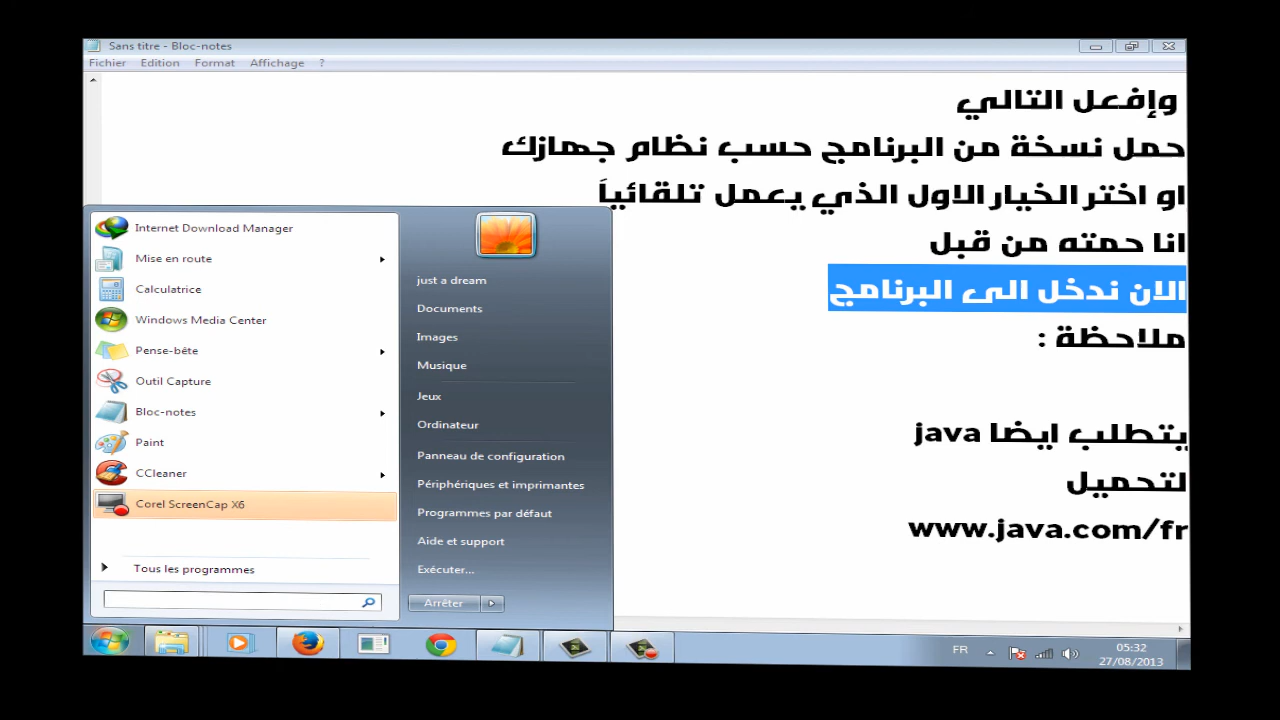 Sans titre - Bloc-notes
Fichier Edition Format Affichage ?
وإفعل التالي
حمل نسخة من البرنامج حسب نظام جهازك
او اختر الخيار الاول الذي يعمل تلقائياَ
انا حمته من قبل
الان ندخل الى البرنامج
ملاحظة :
يتطلب ايضا java
لتحميل
www.java.com/fr
Internet Download Manager
Mise en route
Calculatrice
Windows Media Center
Pense-bête
Outil Capture
Bloc-notes
Paint
CCleaner
Corel ScreenCap X6
Tous les programmes
just a dream
Documents
Images
Musique
Jeux
Ordinateur
Panneau de configuration
Périphériques et imprimantes
Programmes par défaut
Aide et support
Exécuter...
Arrêter
FR
05:32
27/08/2013